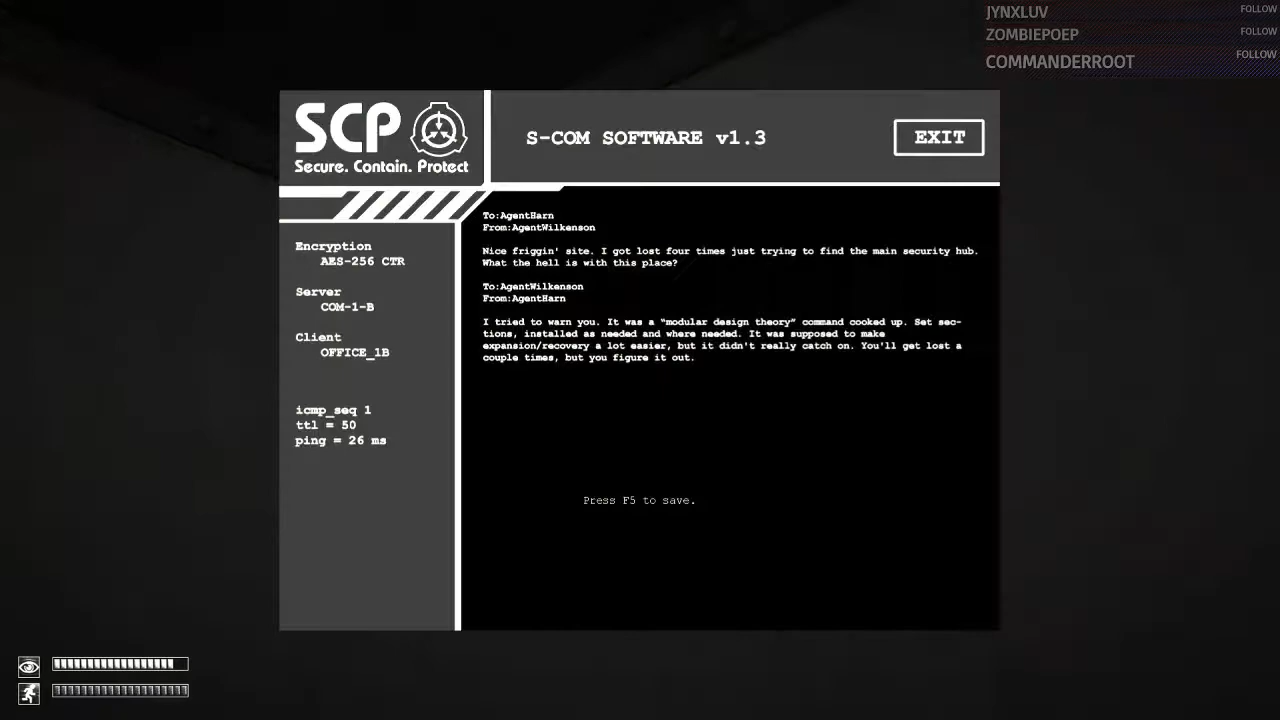 JYNXLUV FOLLOW
ZOMBIEPOEP FOLLOW
COMMANDERROOT FOLLOW
SCP
Secure. Contain. Protect
S-COM SOFTWARE v1.3
EXIT
Encryption
AES-256 CTR
Server
COM-1-B
Client
OFFICE_1B
icmp_seq 1
ttl = 50
ping = 26 ms
To:AgentHarn
From:AgentWilkenson
Nice friggin' site. I got lost four times just trying to find the main security hub.
What the hell is with this place?
To:AgentWilkenson
From:AgentHarn
I tried to warn you. It was a "modular design theory" command cooked up. Set sec-
tions, installed as needed and where needed. It was supposed to make
expansion/recovery a lot easier, but it didn't really catch on. You'll get lost a
couple times, but you figure it out.
Press F5 to save.